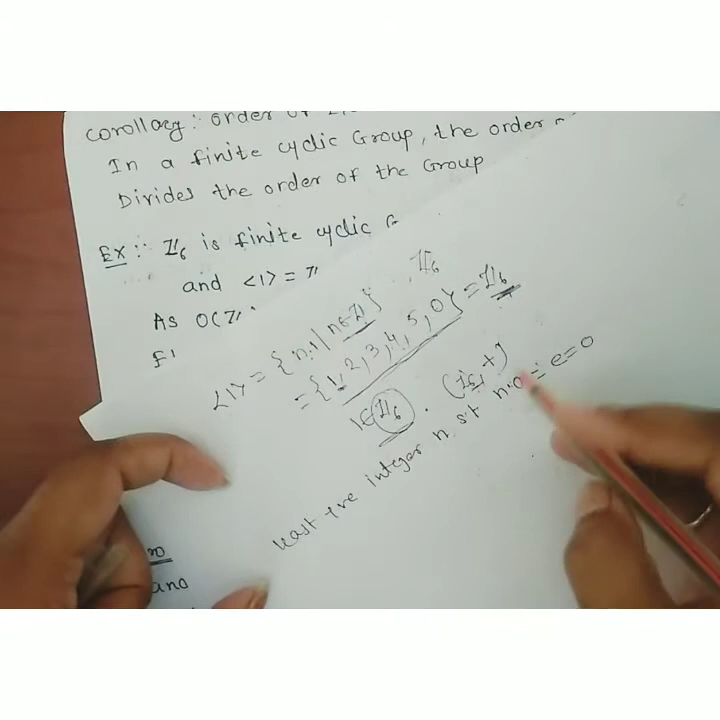 Corollary: order of
In a finite cyclic Group, the order
Divides the order of the Group
Ex:: ℤ₆ is finite cyclic G
and <1> = ℤ
As O(ℤ
<1> = { n·1 | n∈ℤ} ℤ₆
= {1, 2, 3, 4, 5, 0} = ℤ₆
1∈ℤ₆ . (ℤ₆, +)
least +ve integer n s.t n·a = e = 0
and